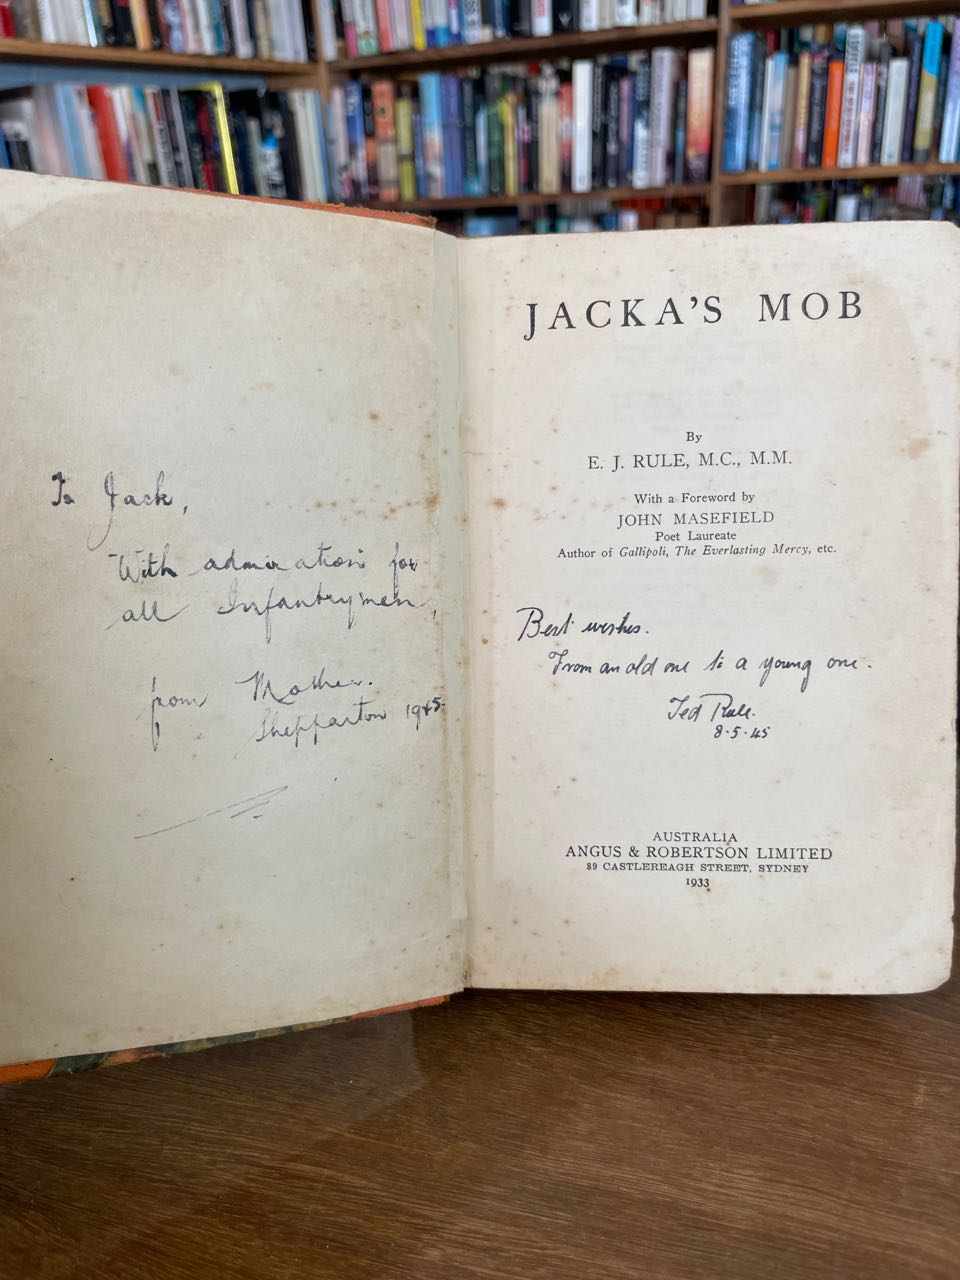 To Jack,
With admiration for
all Infantrymen,
from Mother.
Shepparton 1945.
JACKA'S MOB
By
E. J. RULE, M.C., M.M.
With a Foreword by
JOHN MASEFIELD
Poet Laureate
Author of Gallipoli, The Everlasting Mercy, etc.
Best wishes.
From an old one to a young one.
Ted Rule.
8.5.45
AUSTRALIA
ANGUS & ROBERTSON LIMITED
89 CASTLEREAGH STREET, SYDNEY
1933